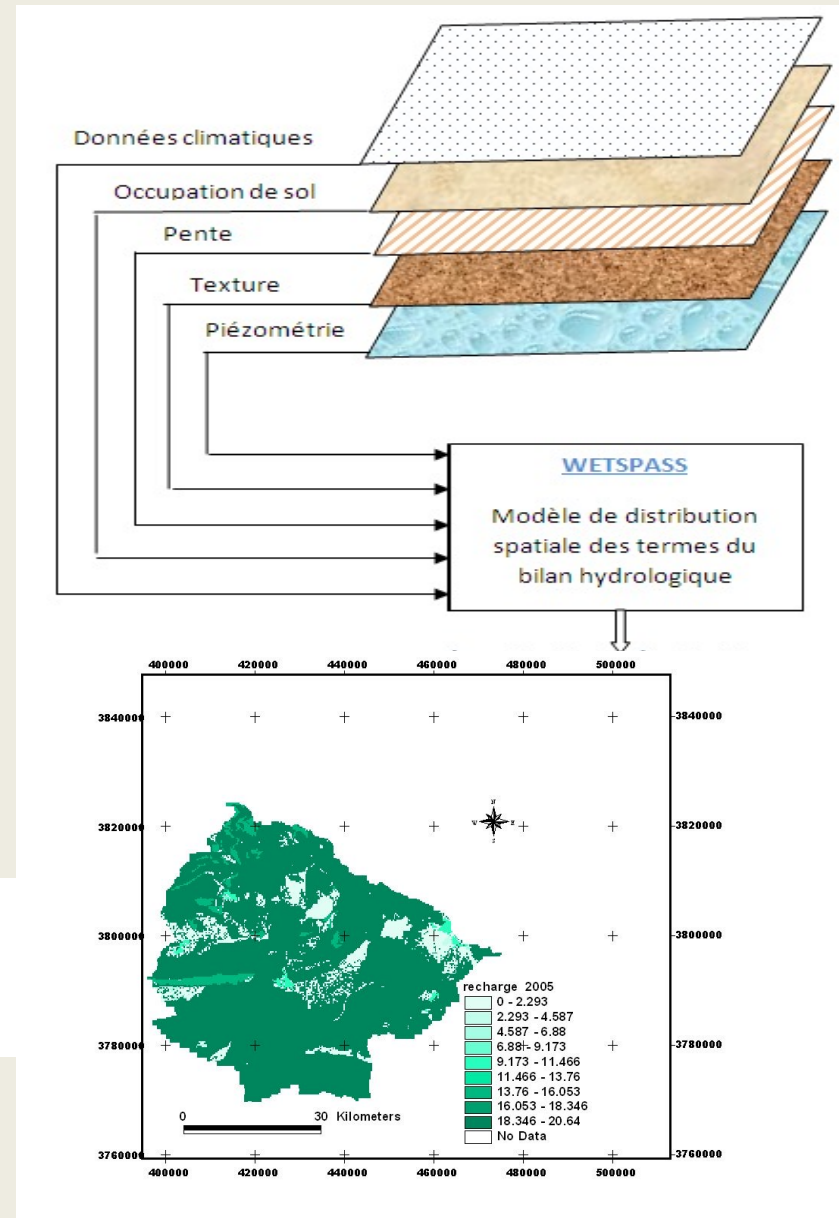 Données climatiques
Occupation de sol
Pente
Texture
Piézométrie
WETSPASS
Modèle de distribution
spatiale des termes du
bilan hydrologique
400000 420000 440000 460000 480000 500000
3840000 3840000
N
W E
S
3820000 3820000
3800000 3800000
recharge 2005
0 - 2.293
2.293 - 4.587
4.587 - 6.88
6.88 - 9.173
9.173 - 11.466
11.466 - 13.76
13.76 - 16.053
16.053 - 18.346
18.346 - 20.64
No Data
3780000 3780000
0 30 Kilometers
3760000 3760000
400000 420000 440000 460000 480000 500000